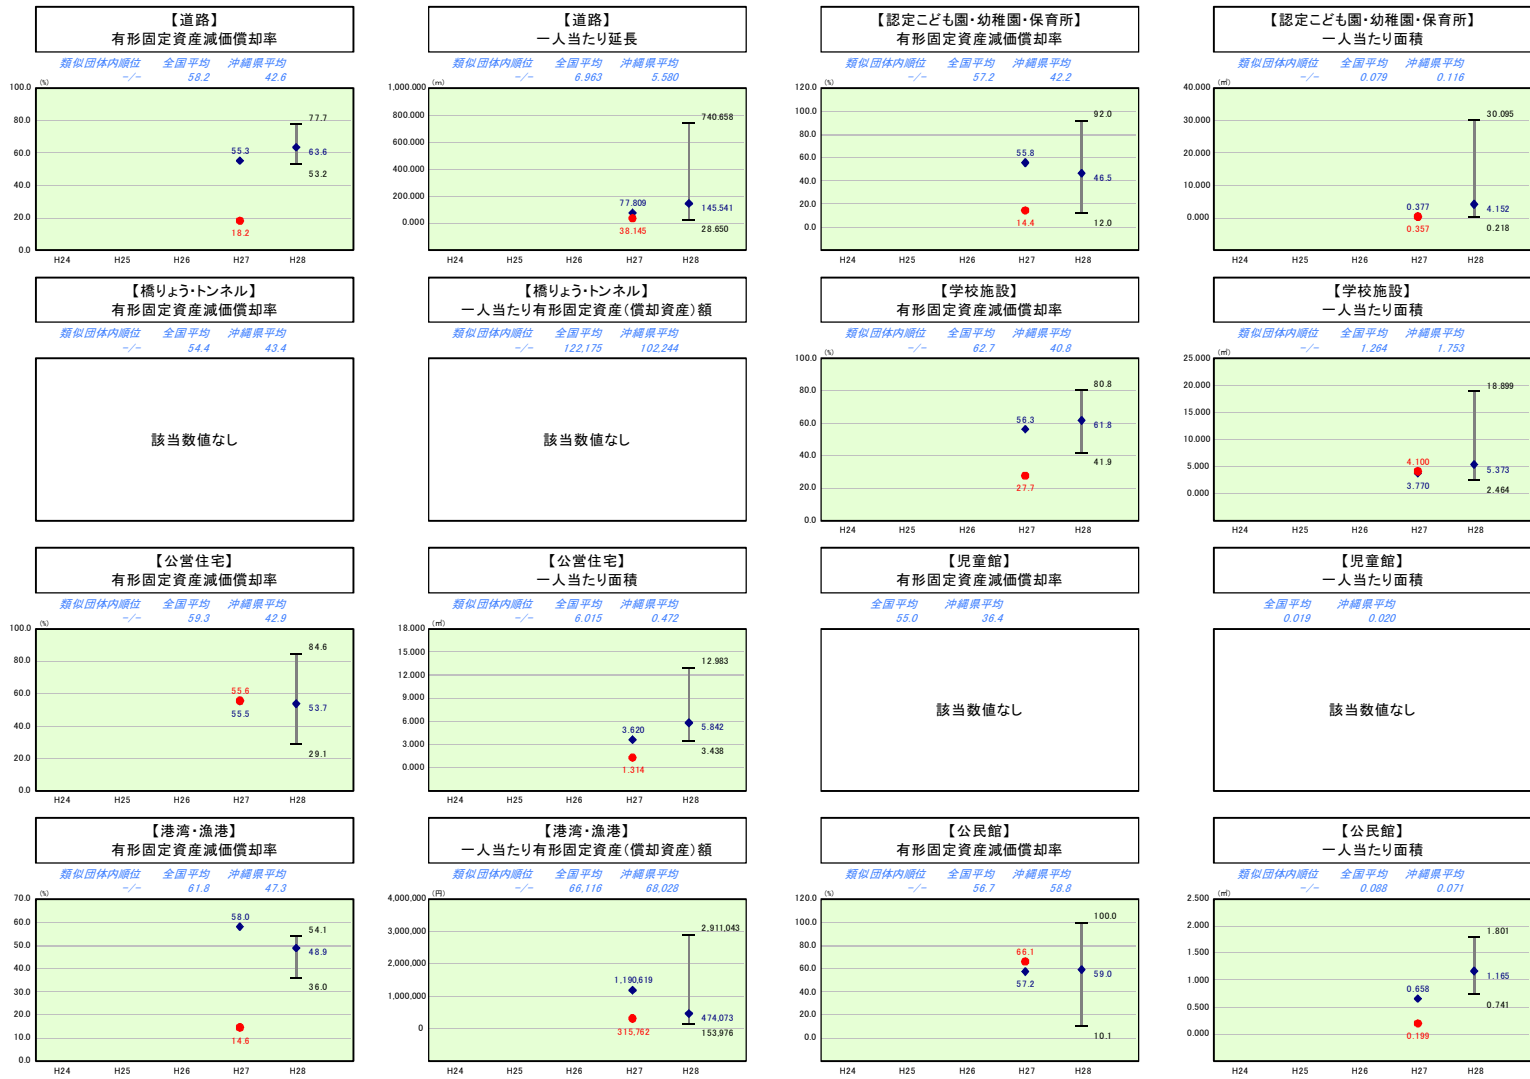 【道路】
有形固定資産減価償却率
類似団体内順位 全国平均 沖縄県平均
-/- 58.2 42.6
(%)
100.0
80.0
60.0
40.0
20.0
0.0
77.7
55.3
63.6
53.2
18.2
H24 H25 H26 H27 H28
【道路】
一人当たり延長
類似団体内順位 全国平均 沖縄県平均
-/- 6.963 5.580
(m)
1,000.000
800.000
600.000
400.000
200.000
0.000
740.658
77.809
145.541
38.145
28.650
H24 H25 H26 H27 H28
【認定こども園・幼稚園・保育所】
有形固定資産減価償却率
類似団体内順位 全国平均 沖縄県平均
-/- 57.2 42.2
(%)
120.0
100.0
80.0
60.0
40.0
20.0
0.0
92.0
55.8
46.5
14.4
12.0
H24 H25 H26 H27 H28
【認定こども園・幼稚園・保育所】
一人当たり面積
類似団体内順位 全国平均 沖縄県平均
-/- 0.079 0.116
(㎡)
40.000
30.000
20.000
10.000
0.000
30.095
0.377
4.152
0.357
0.218
H24 H25 H26 H27 H28
【橋りょう・トンネル】
有形固定資産減価償却率
類似団体内順位 全国平均 沖縄県平均
-/- 54.4 43.4
該当数値なし
【橋りょう・トンネル】
一人当たり有形固定資産(償却資産)額
類似団体内順位 全国平均 沖縄県平均
-/- 122,175 102,244
該当数値なし
【学校施設】
有形固定資産減価償却率
類似団体内順位 全国平均 沖縄県平均
-/- 62.7 40.8
(%)
100.0
80.0
60.0
40.0
20.0
0.0
80.8
56.3
61.8
41.9
27.7
H24 H25 H26 H27 H28
【学校施設】
一人当たり面積
類似団体内順位 全国平均 沖縄県平均
-/- 1.264 1.753
(㎡)
25.000
20.000
15.000
10.000
5.000
0.000
18.899
4.100
5.373
3.770
2.464
H24 H25 H26 H27 H28
【公営住宅】
有形固定資産減価償却率
類似団体内順位 全国平均 沖縄県平均
-/- 59.3 42.9
(%)
100.0
80.0
60.0
40.0
20.0
0.0
84.6
55.6
55.5
53.7
29.1
H24 H25 H26 H27 H28
【公営住宅】
一人当たり面積
類似団体内順位 全国平均 沖縄県平均
-/- 6.015 0.472
(㎡)
18.000
15.000
12.000
9.000
6.000
3.000
0.000
12.983
3.620
5.842
3.438
1.314
H24 H25 H26 H27 H28
【児童館】
有形固定資産減価償却率
全国平均 沖縄県平均
55.0 36.4
該当数値なし
【児童館】
一人当たり面積
全国平均 沖縄県平均
0.019 0.020
該当数値なし
【港湾・漁港】
有形固定資産減価償却率
類似団体内順位 全国平均 沖縄県平均
-/- 61.8 47.3
(%)
70.0
60.0
50.0
40.0
30.0
20.0
10.0
0.0
58.0
54.1
48.9
36.0
14.6
H24 H25 H26 H27 H28
【港湾・漁港】
一人当たり有形固定資産(償却資産)額
類似団体内順位 全国平均 沖縄県平均
-/- 66,116 68,028
(円)
4,000,000
3,000,000
2,000,000
1,000,000
0
2,911,043
1,190,619
474,073
315,762
153,976
H24 H25 H26 H27 H28
【公民館】
有形固定資産減価償却率
類似団体内順位 全国平均 沖縄県平均
-/- 56.7 58.8
(%)
120.0
100.0
80.0
60.0
40.0
20.0
0.0
100.0
66.1
57.2
59.0
10.1
H24 H25 H26 H27 H28
【公民館】
一人当たり面積
類似団体内順位 全国平均 沖縄県平均
-/- 0.088 0.071
(㎡)
2.500
2.000
1.500
1.000
0.500
0.000
1.801
0.658
1.165
0.741
0.199
H24 H25 H26 H27 H28